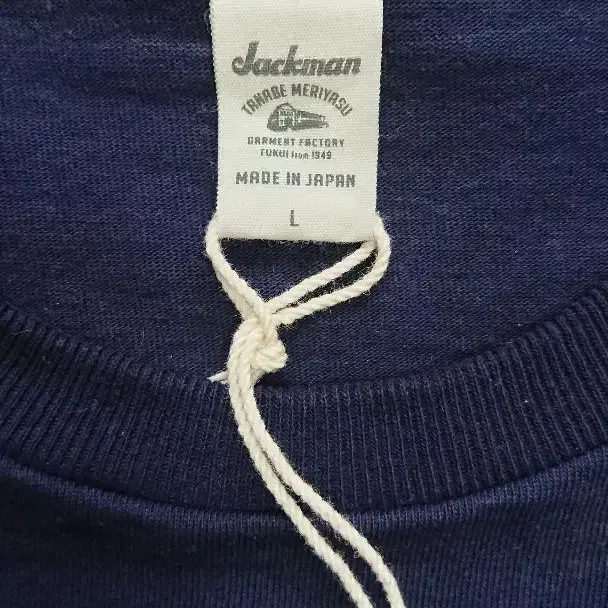 Jackman
TANABE MERIYASU
GARMENT FACTORY
FUKUI from 1949
MADE IN JAPAN
L